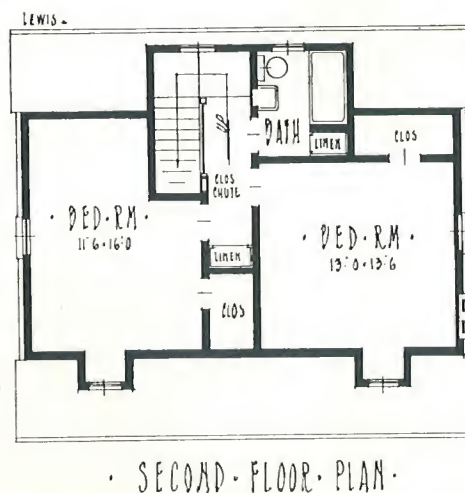 LEWIS-
UP
BATH
LINEN
CLOS
CLOS
CHUTE
· BED·RM·
11'6·16'0
· BED·RM·
13'0·13'6
LINEN
CLOS
· SECOND·FLOOR·PLAN·